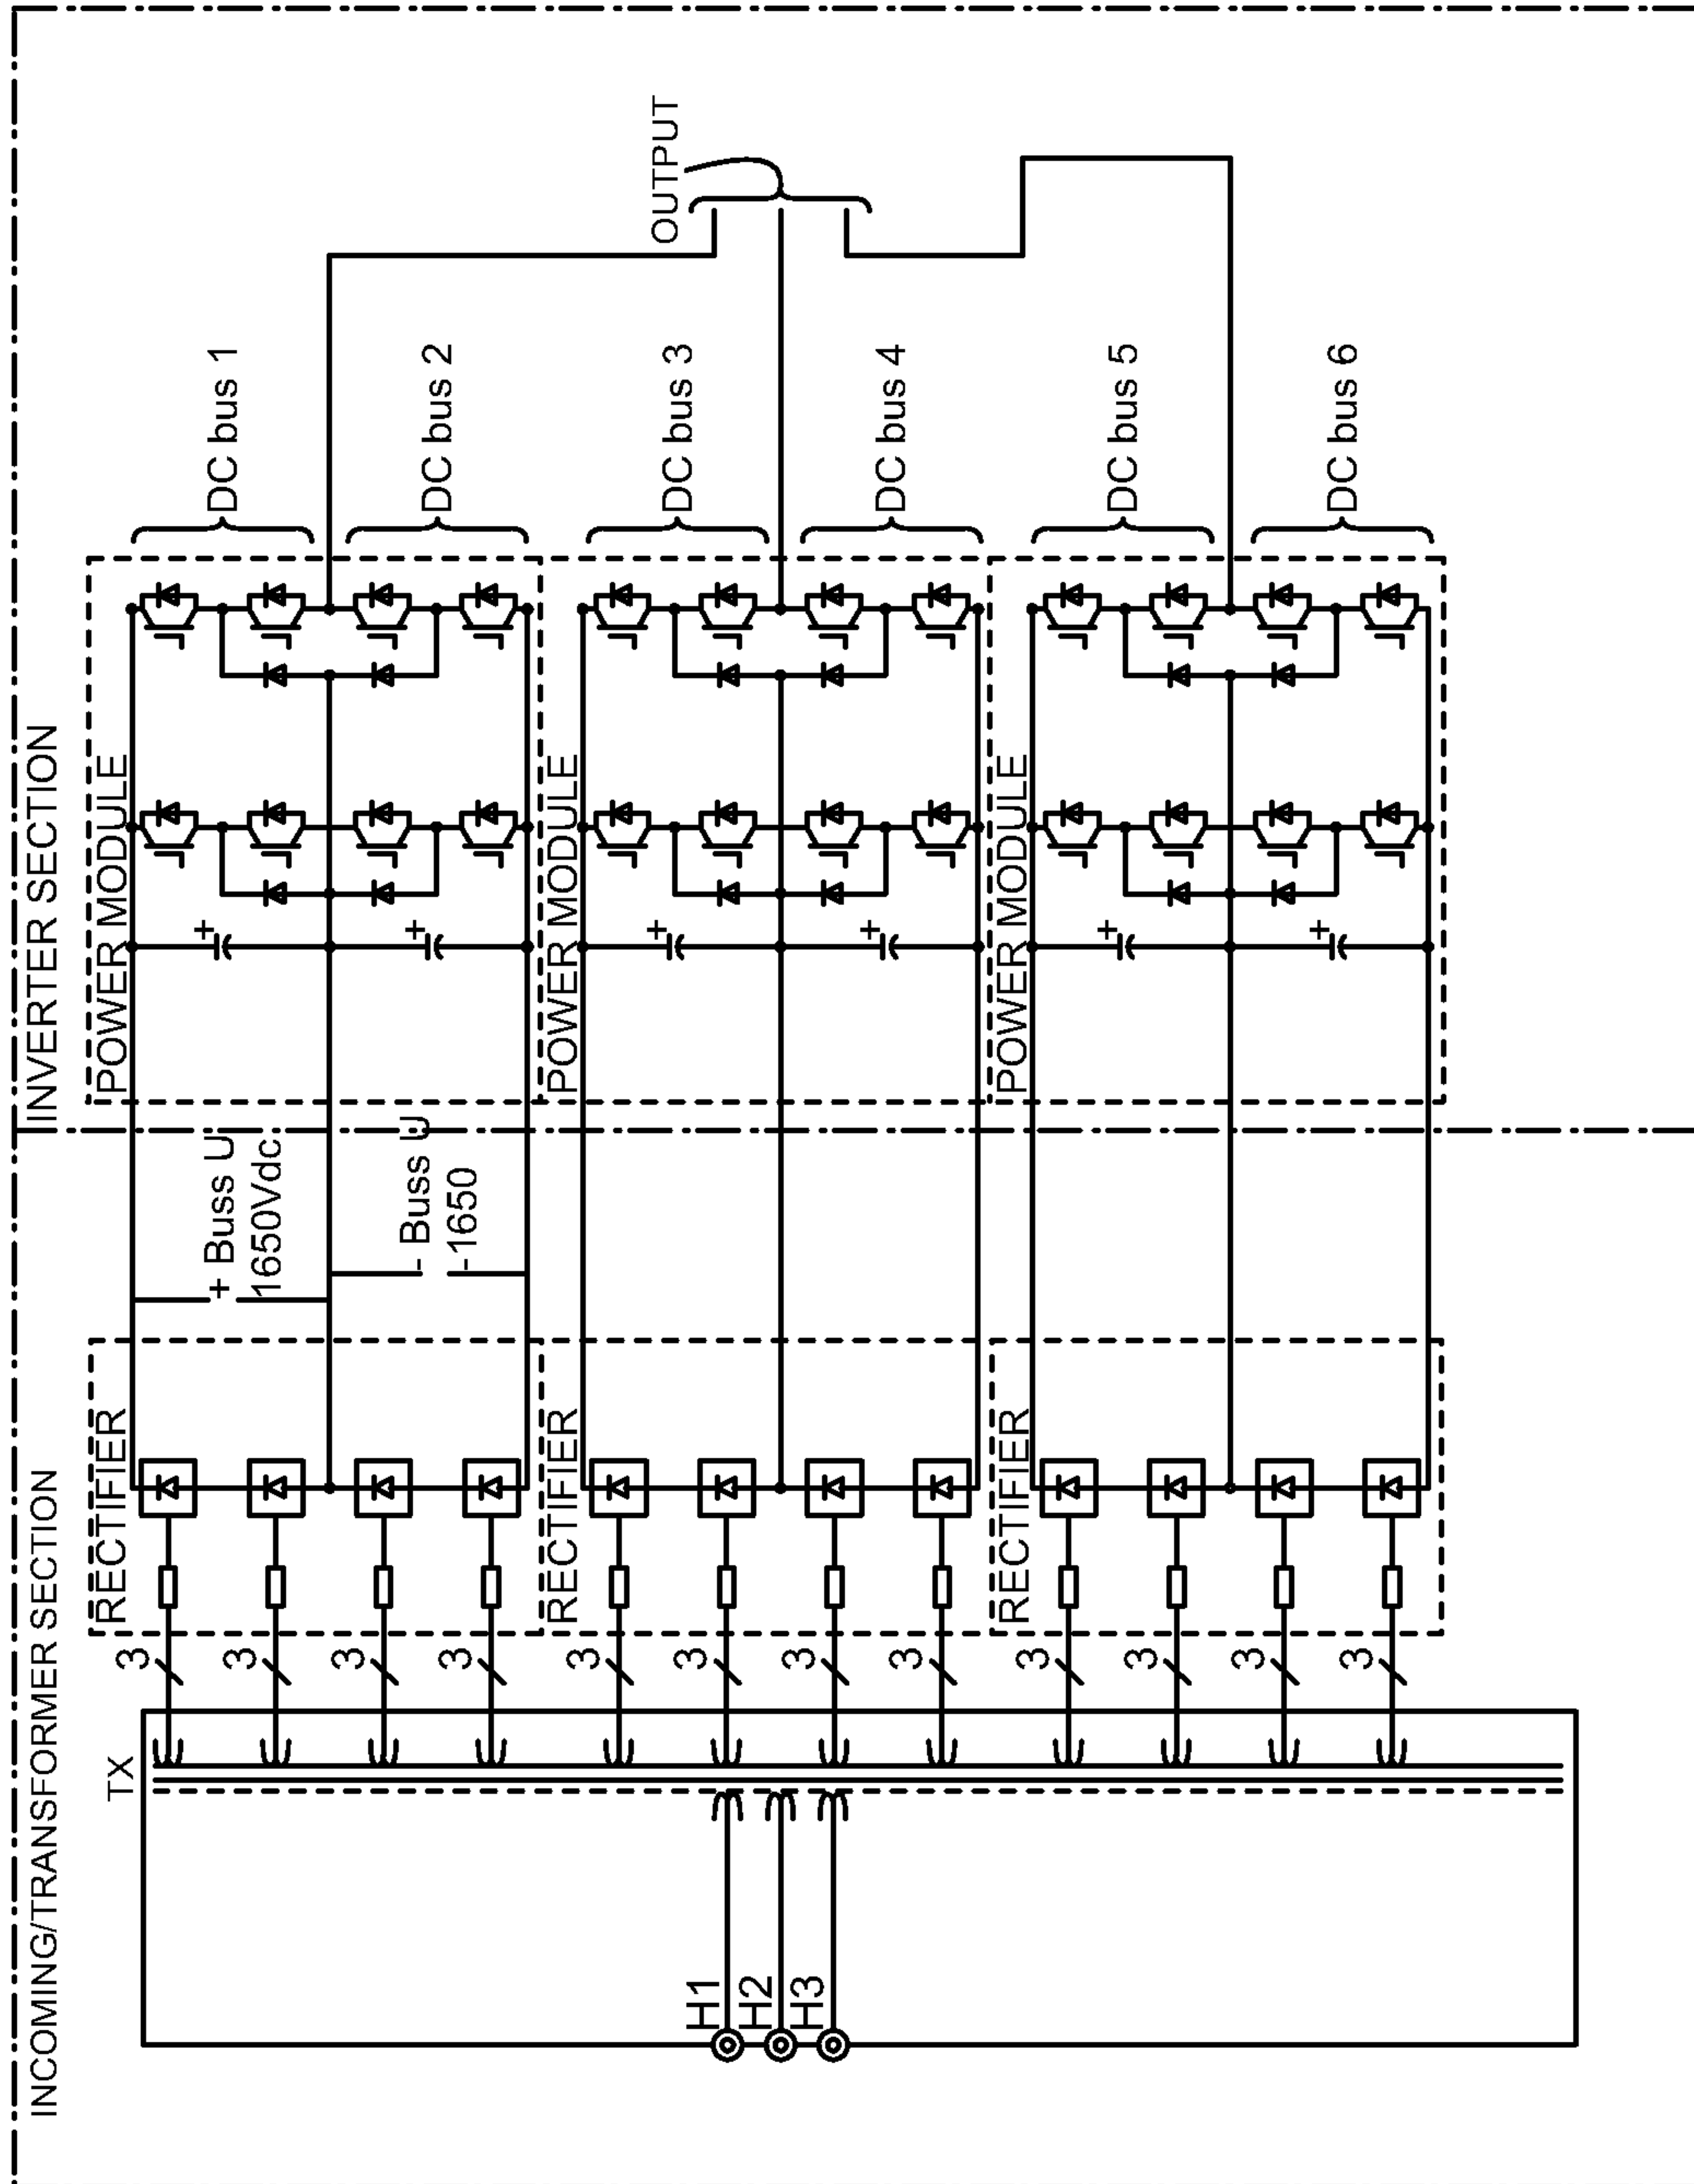 INCOMING/TRANSFORMER SECTION
INVERTER SECTION
TX
3
3
3
3
3
3
3
3
3
3
3
3
H1
H2
H3
RECTIFIER
RECTIFIER
RECTIFIER
+ Buss U
1650Vdc
- Buss U
-1650
POWER MODULE
POWER MODULE
POWER MODULE
+
+
+
+
+
+
DC bus 1
DC bus 2
DC bus 3
DC bus 4
DC bus 5
DC bus 6
OUTPUT